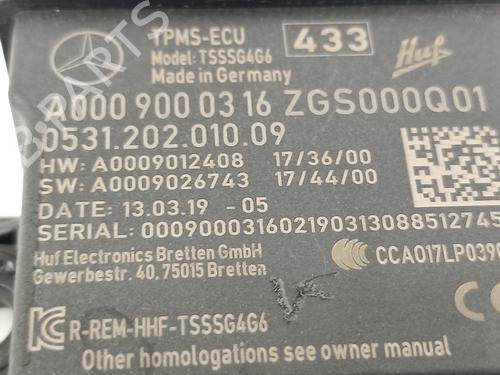 TPMS-ECU 433 Huf
Model: TSSSG4G6
Made in Germany
A000 900 03 16 ZGS000Q01
0531.202.010.09
HW: A0009012408 17/36/00
SW: A0009026743 17/44/00
DATE: 13.03.19 - 05
SERIAL: 00090003160219031308851274
Huf Electronics Bretten GmbH
Gewerbestr. 40, 75015 Bretten
CCAO17LP039
R-REM-HHF-TSSSG4G6
Other homologations see owner manual